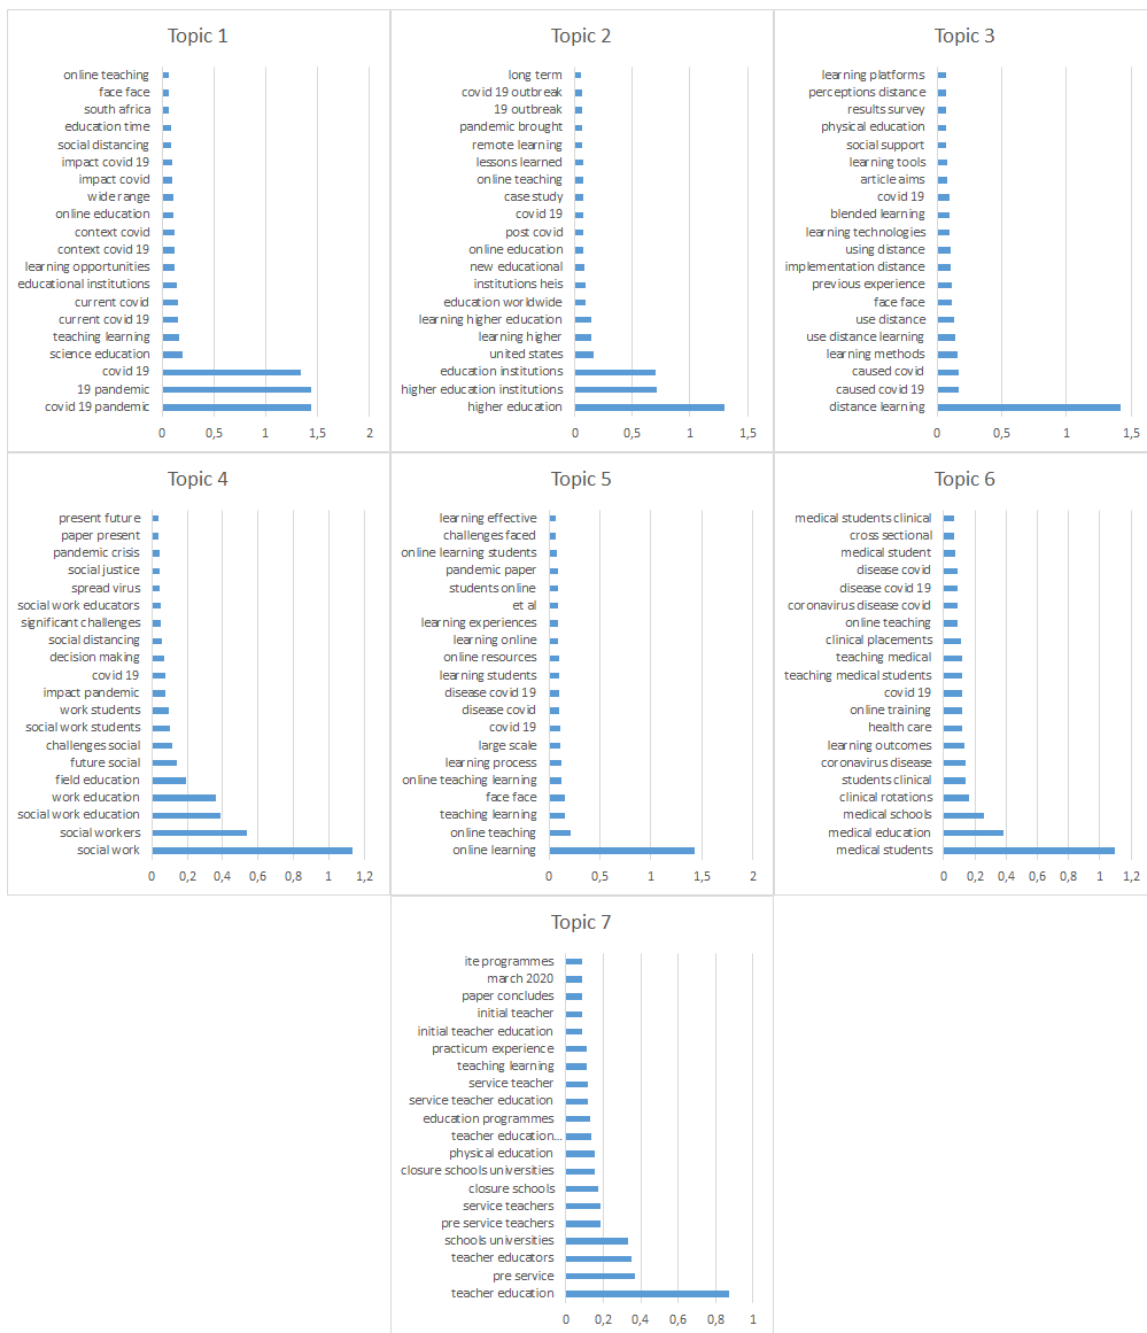 Topic 1
online teaching
face face
south africa
education time
social distancing
impact covid 19
impact covid
wide range
online education
context covid
context covid 19
learning opportunities
educational institutions
current covid
current covid 19
teaching learning
science education
covid 19
19 pandemic
covid 19 pandemic
0 0,5 1 1,5 2
Topic 2
long term
covid 19 outbreak
19 outbreak
pandemic brought
remote learning
lessons learned
online teaching
case study
covid 19
post covid
online education
new educational
institutions heis
education worldwide
learning higher education
learning higher
united states
education institutions
higher education institutions
higher education
0 0,5 1 1,5
Topic 3
learning platforms
perceptions distance
results survey
physical education
social support
learning tools
article aims
covid 19
blended learning
learning technologies
using distance
implementation distance
previous experience
face face
use distance
use distance learning
learning methods
caused covid
caused covid 19
distance learning
0 0,5 1 1,5
Topic 4
present future
paper present
pandemic crisis
social justice
spread virus
social work educators
significant challenges
social distancing
decision making
covid 19
impact pandemic
work students
social work students
challenges social
future social
field education
work education
social work education
social workers
social work
0 0,2 0,4 0,6 0,8 1 1,2
Topic 5
learning effective
challenges faced
online learning students
pandemic paper
students online
et al
learning experiences
learning online
online resources
learning students
disease covid 19
disease covid
covid 19
large scale
learning process
online teaching learning
face face
teaching learning
online teaching
online learning
0 0,5 1 1,5 2
Topic 6
medical students clinical
cross sectional
medical student
disease covid
disease covid 19
coronavirus disease covid
online teaching
clinical placements
teaching medical
teaching medical students
covid 19
online training
health care
learning outcomes
coronavirus disease
students clinical
clinical rotations
medical schools
medical education
medical students
0 0,2 0,4 0,6 0,8 1 1,2
Topic 7
ite programmes
march 2020
paper concludes
initial teacher
initial teacher education
practicum experience
teaching learning
service teacher
service teacher education
education programmes
teacher education...
physical education
closure schools universities
closure schools
service teachers
pre service teachers
schools universities
teacher educators
pre service
teacher education
0 0,2 0,4 0,6 0,8 1